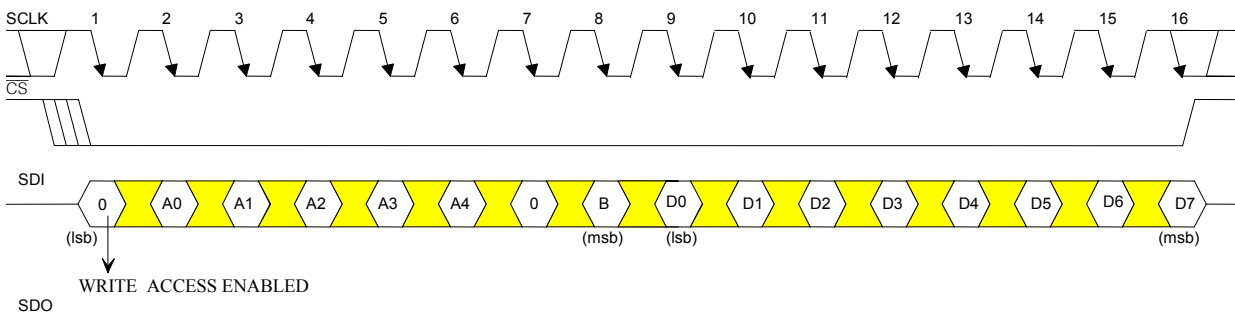 SCLK 1 2 3 4 5 6 7 8 9 10 11 12 13 14 15 16
CS
SDI
0 A0 A1 A2 A3 A4 0 B D0 D1 D2 D3 D4 D5 D6 D7
(lsb) (msb) (lsb) (msb)
WRITE ACCESS ENABLED
SDO